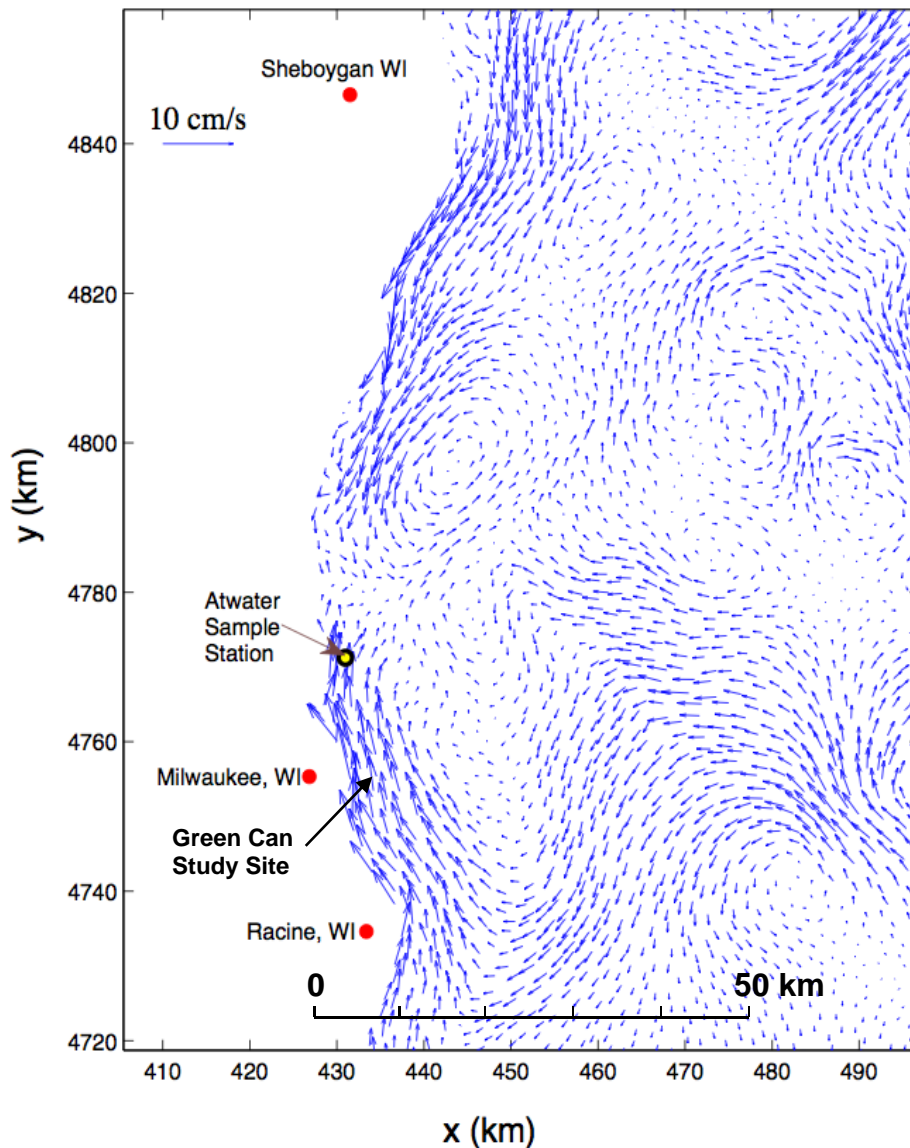 Sheboygan WI
10 cm/s
4840
4820
4800
4780
4760
4740
4720
y (km)
Atwater
Sample
Station
Milwaukee, WI
Green Can
Study Site
Racine, WI
0
50 km
410
420
430
440
450
460
470
480
490
x (km)